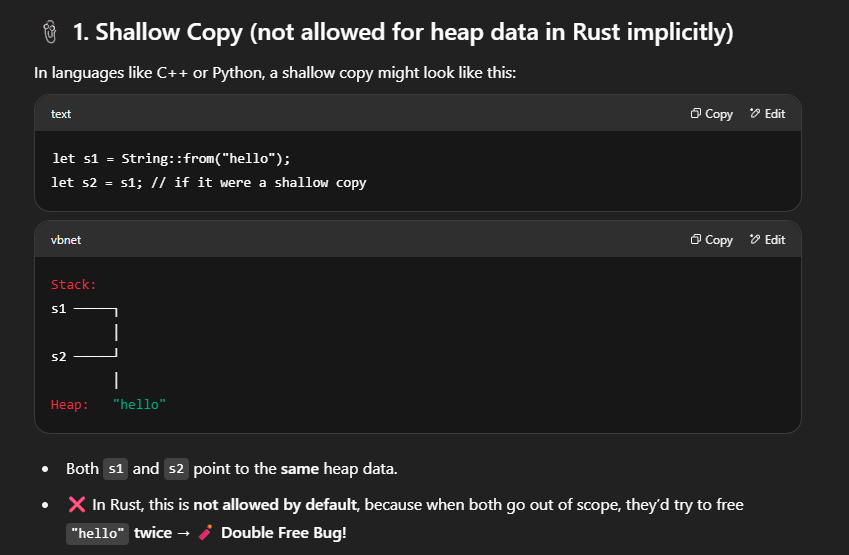 1. Shallow Copy (not allowed for heap data in Rust implicitly)
In languages like C++ or Python, a shallow copy might look like this:
text Copy Edit
let s1 = String::from("hello");
let s2 = s1; // if it were a shallow copy
vbnet Copy Edit
Stack:
s1 ─────┐
        │
s2 ─────┘
        │
Heap:   "hello"
• Both s1 and s2 point to the same heap data.
• ❌ In Rust, this is not allowed by default, because when both go out of scope, they’d try to free
"hello" twice → 🧨 Double Free Bug!